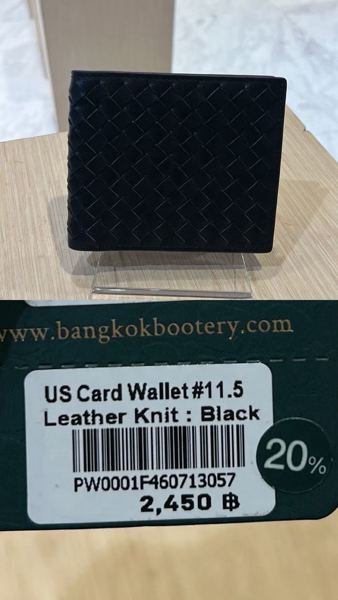 www.bangkokbootery.com
US Card Wallet #11.5
Leather Knit : Black
20%
PW0001F460713057
2,450 ฿